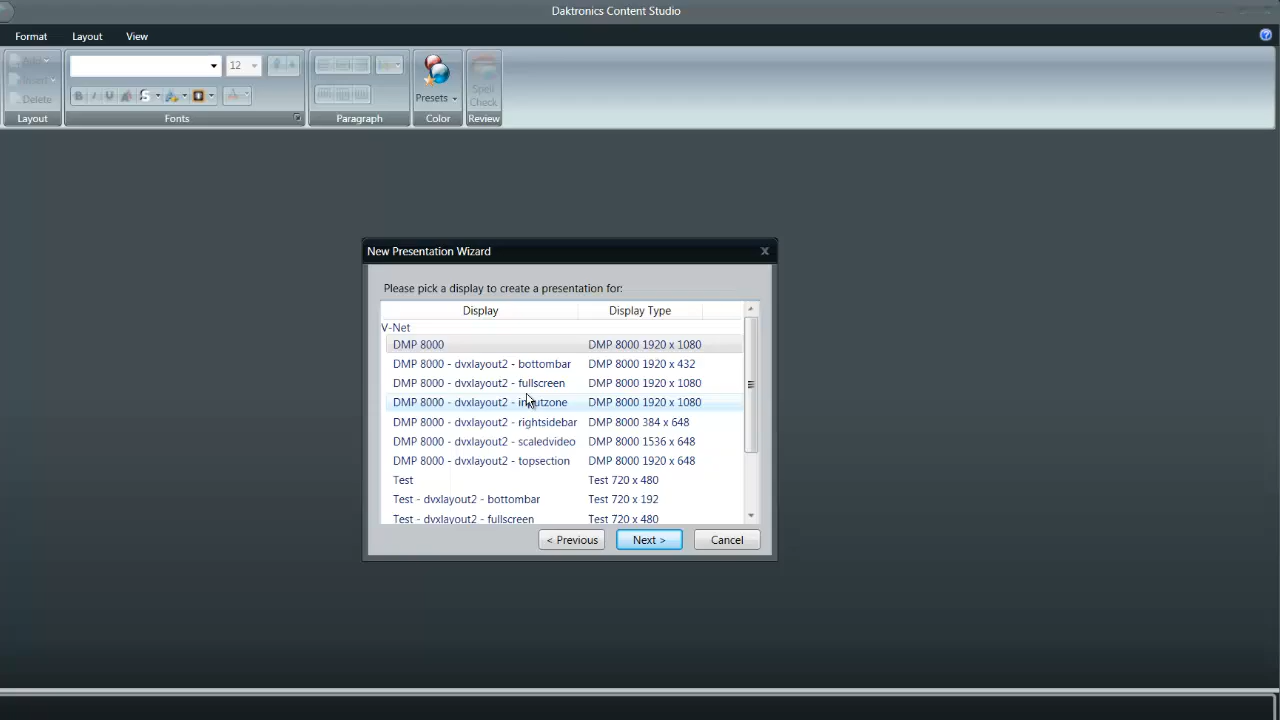 Daktronics Content Studio
Format Layout View
12
Delete
Presets
Spell
Check
Layout Fonts Paragraph Color Review
New Presentation Wizard X
Please pick a display to create a presentation for:
Display Display Type
V-Net
DMP 8000 DMP 8000 1920 x 1080
DMP 8000 - dvxlayout2 - bottombar DMP 8000 1920 x 432
DMP 8000 - dvxlayout2 - fullscreen DMP 8000 1920 x 1080
DMP 8000 - dvxlayout2 - inputzone DMP 8000 1920 x 1080
DMP 8000 - dvxlayout2 - rightsidebar DMP 8000 384 x 648
DMP 8000 - dvxlayout2 - scaledvideo DMP 8000 1536 x 648
DMP 8000 - dvxlayout2 - topsection DMP 8000 1920 x 648
Test Test 720 x 480
Test - dvxlayout2 - bottombar Test 720 x 192
Test - dvxlayout2 - fullscreen Test 720 x 480
< Previous Next > Cancel